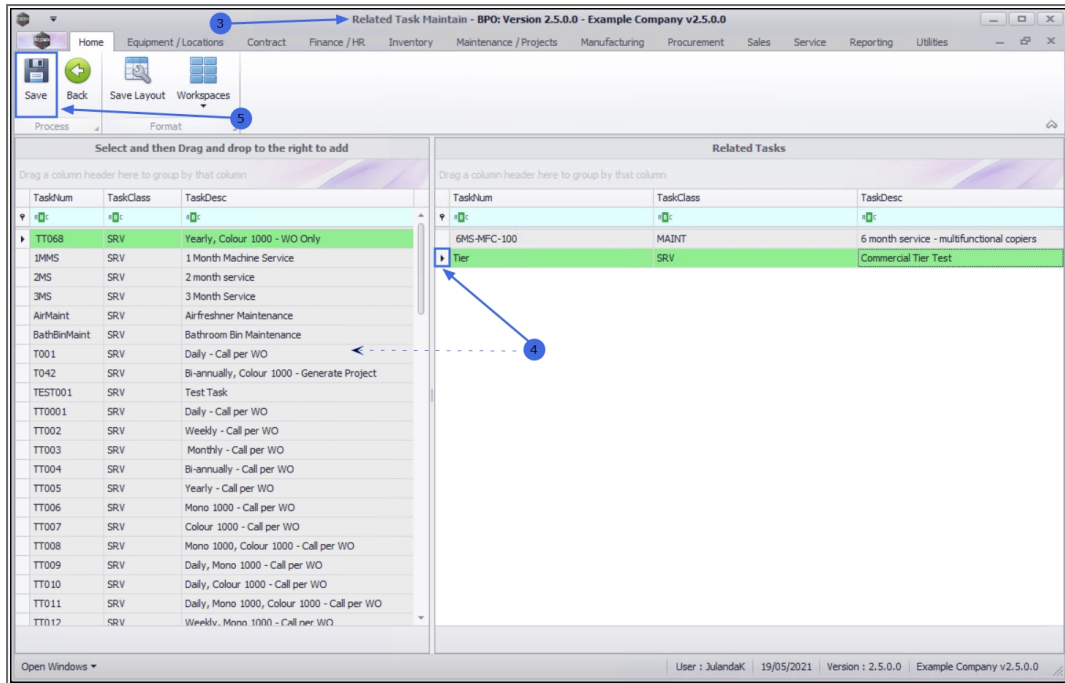 3
Related Task Maintain - BPO: Version 2.5.0.0 - Example Company v2.5.0.0
Home Equipment / Locations Contract Finance / HR Inventory Maintenance / Projects Manufacturing Procurement Sales Service Reporting Utilities
Save Back Save Layout Workspaces
5
Process Format
Select and then Drag and drop to the right to add Related Tasks
Drag a column header here to group by that column Drag a column header here to group by that column
TaskNum TaskClass TaskDesc TaskNum TaskClass TaskDesc
TT068 SRV Yearly, Colour 1000 - WO Only 6MS-MFC-100 MAINT 6 month service - multifunctional copiers
1MMS SRV 1 Month Machine Service Tier SRV Commercial Tier Test
2MS SRV 2 month service
3MS SRV 3 Month Service
AirMaint SRV Airfreshner Maintenance
BathBinMaint SRV Bathroom Bin Maintenance
T001 SRV Daily - Call per WO 4
T042 SRV Bi-annually, Colour 1000 - Generate Project
TEST001 SRV Test Task
TT0001 SRV Daily - Call per WO
TT002 SRV Weekly - Call per WO
TT003 SRV Monthly - Call per WO
TT004 SRV Bi-annually - Call per WO
TT005 SRV Yearly - Call per WO
TT006 SRV Mono 1000 - Call per WO
TT007 SRV Colour 1000 - Call per WO
TT008 SRV Mono 1000, Colour 1000 - Call per WO
TT009 SRV Daily, Mono 1000 - Call per WO
TT010 SRV Daily, Colour 1000 - Call per WO
TT011 SRV Daily, Mono 1000, Colour 1000 - Call per WO
TT012 SRV Weekly, Mono 1000 - Call per WO
Open Windows User : JulandaK 19/05/2021 Version : 2.5.0.0 Example Company v2.5.0.0